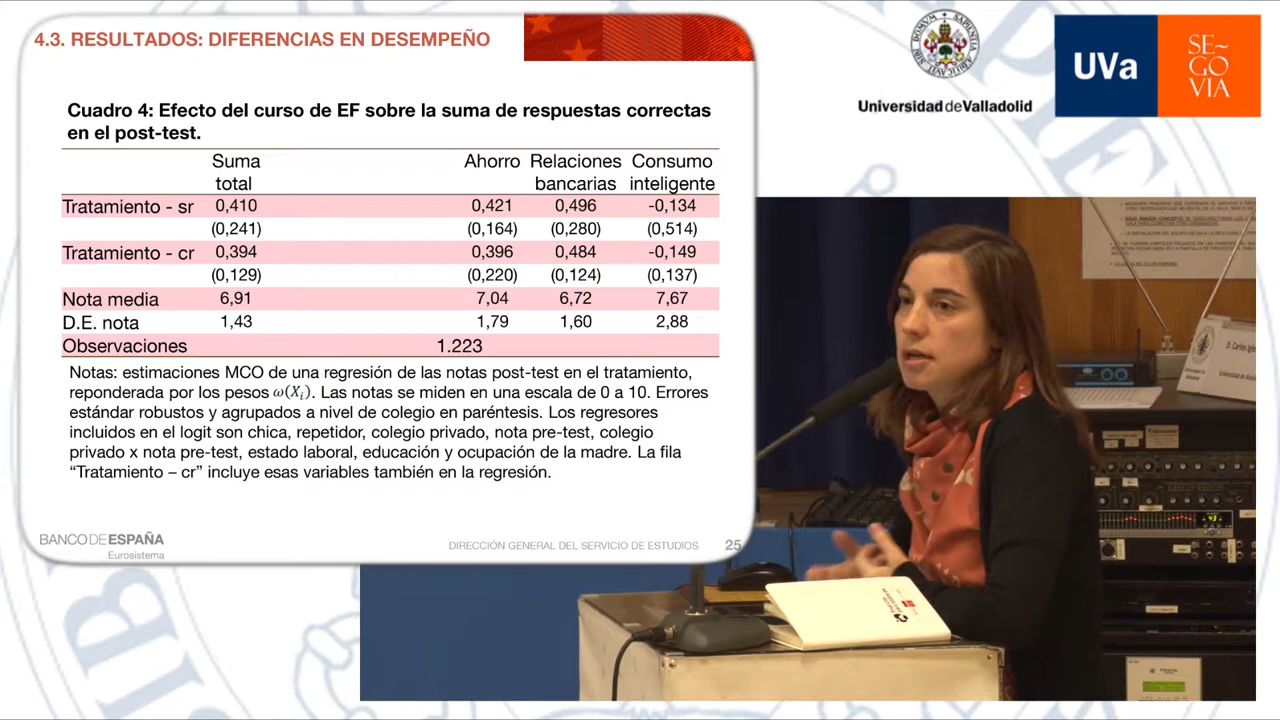 4.3. RESULTADOS: DIFERENCIAS EN DESEMPEÑO
Cuadro 4: Efecto del curso de EF sobre la suma de respuestas correctas
en el post-test.
Suma total Ahorro Relaciones bancarias Consumo inteligente
Tratamiento - sr 0,410 0,421 0,496 -0,134
(0,241) (0,164) (0,280) (0,514)
Tratamiento - cr 0,394 0,396 0,484 -0,149
(0,129) (0,220) (0,124) (0,137)
Nota media 6,91 7,04 6,72 7,67
D.E. nota 1,43 1,79 1,60 2,88
Observaciones 1.223
Notas: estimaciones MCO de una regresión de las notas post-test en el tratamiento,
reponderada por los pesos ω(Xᵢ). Las notas se miden en una escala de 0 a 10. Errores
estándar robustos y agrupados a nivel de colegio en paréntesis. Los regresores
incluidos en el logit son chica, repetidor, colegio privado, nota pre-test, colegio
privado x nota pre-test, estado laboral, educación y ocupación de la madre. La fila
“Tratamiento – cr” incluye esas variables también en la regresión.
BANCODEESPAÑA
Eurosistema
DIRECCIÓN GENERAL DEL SERVICIO DE ESTUDIOS 25
UniversidaddeValladolid
UVa
SE~
GO
VIA
D. Carlos